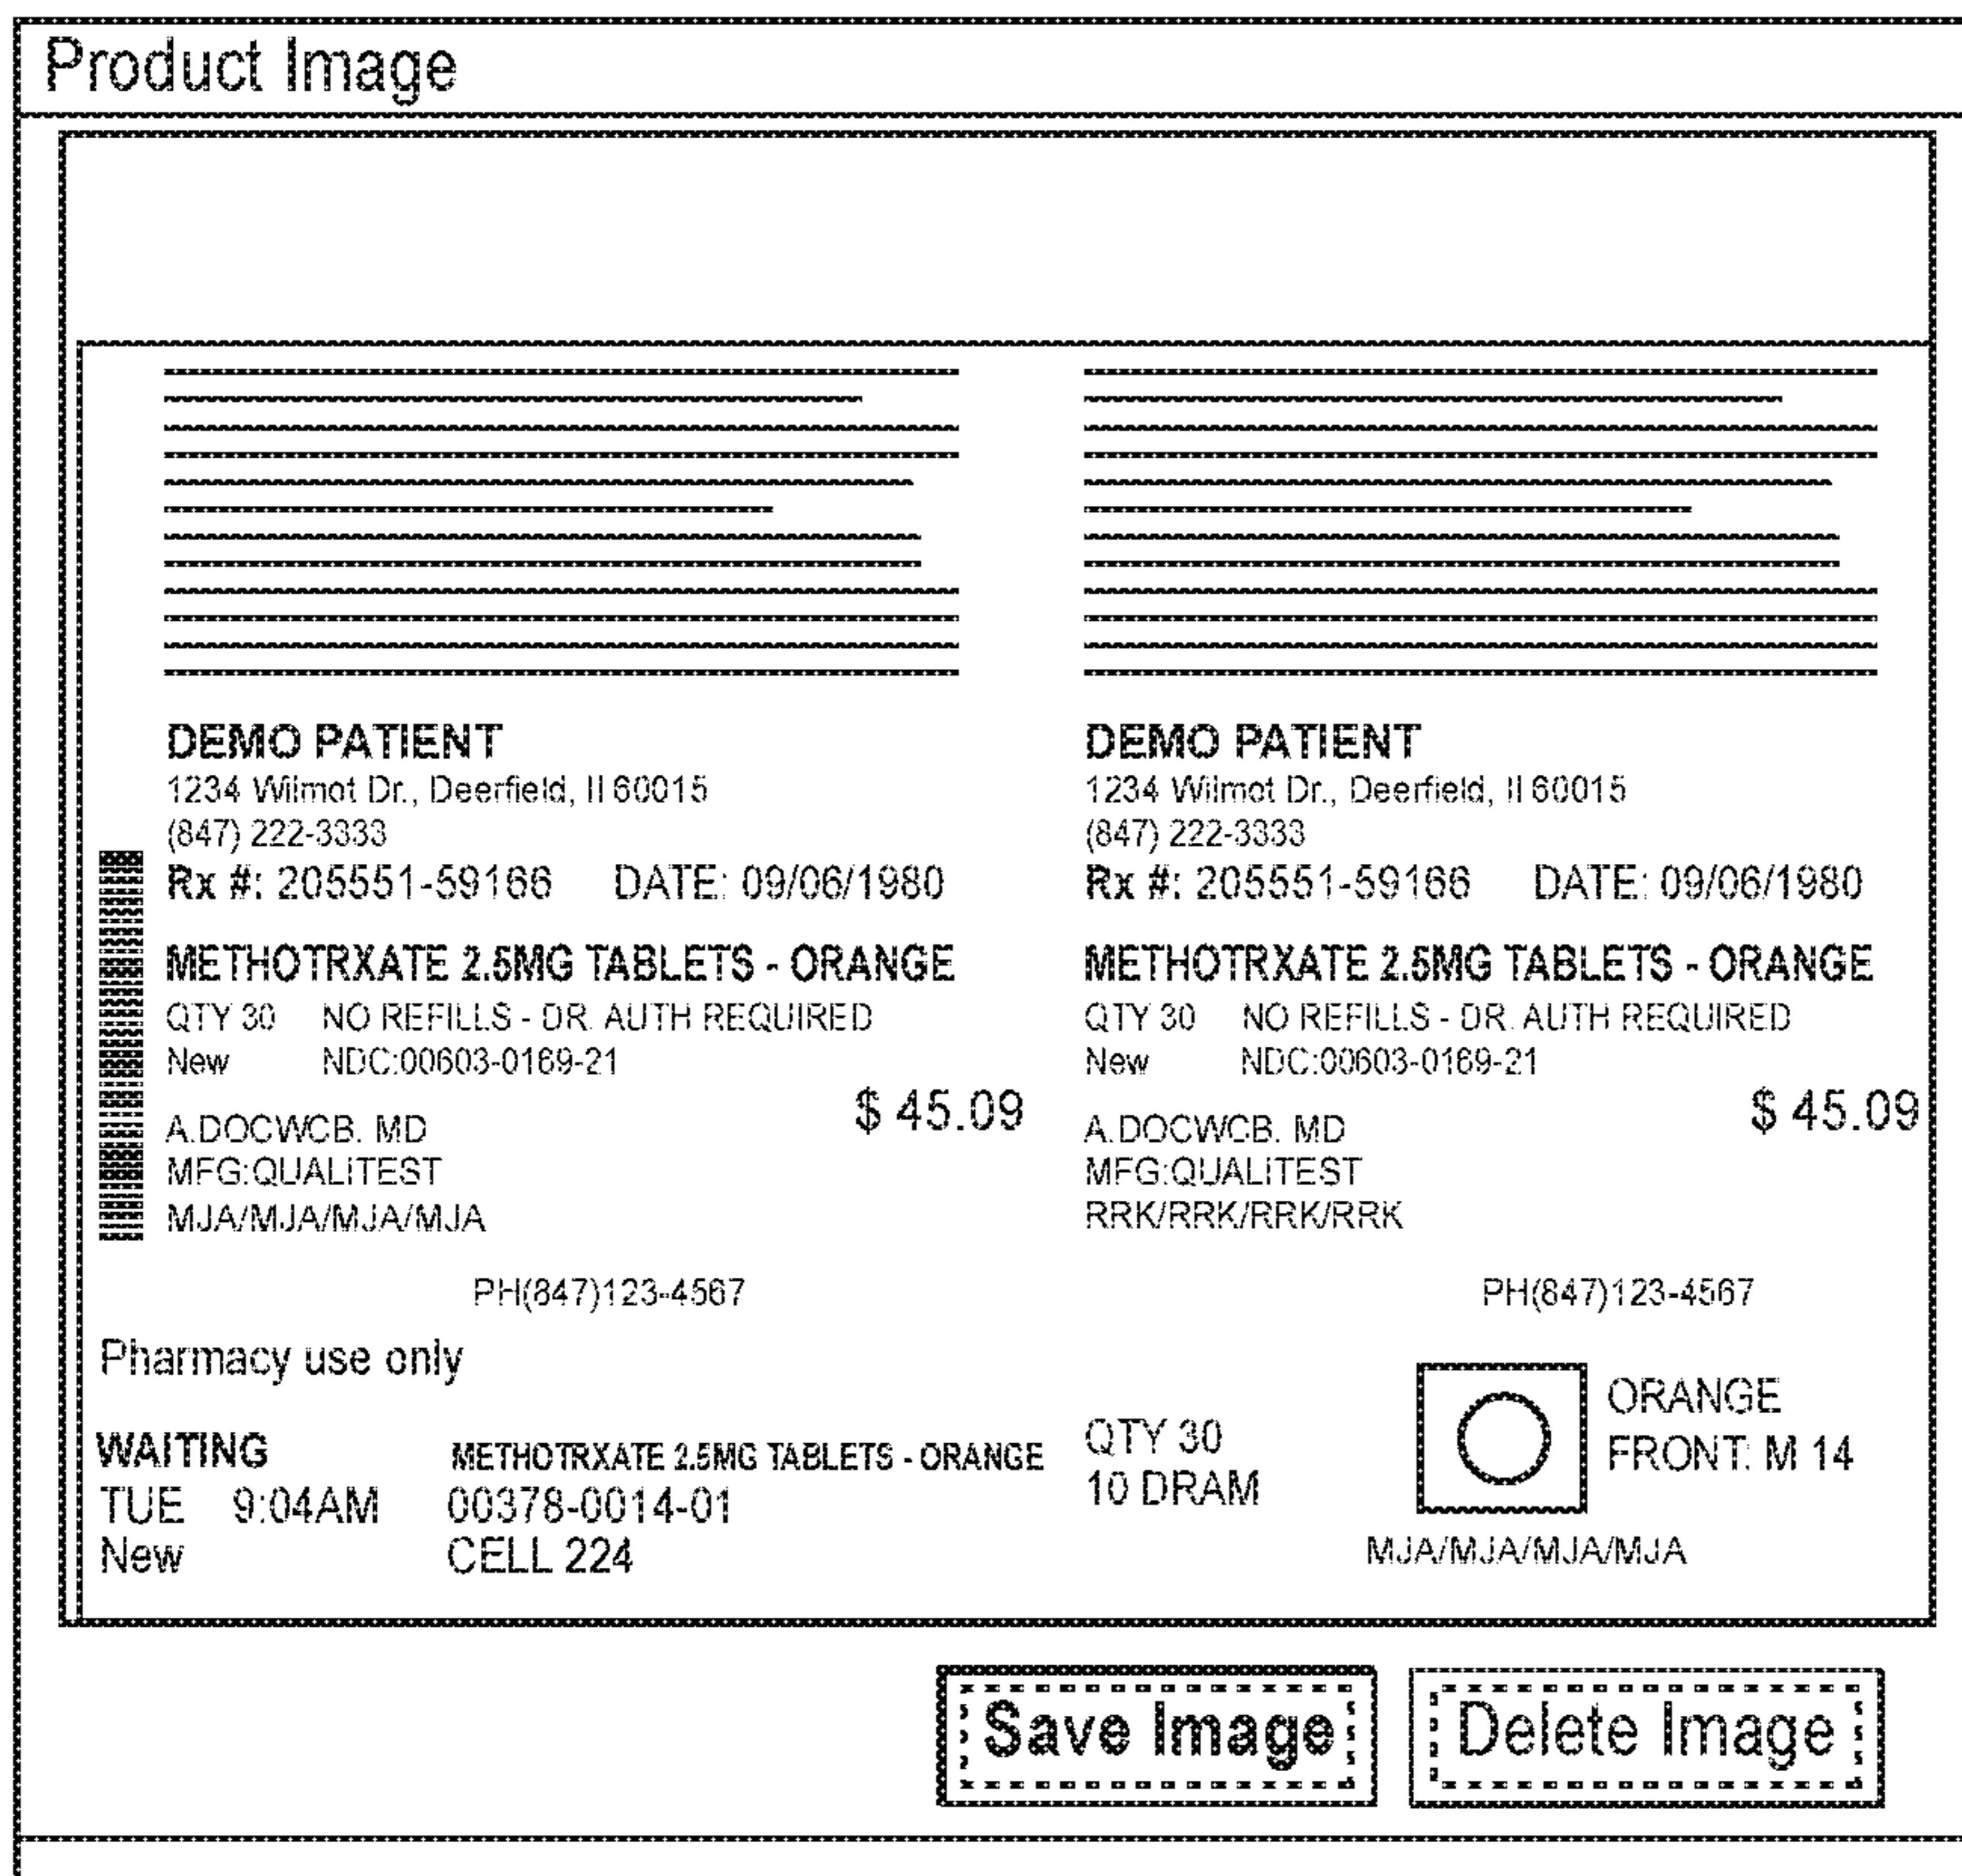 Product Image
DEMO PATIENT
1234 Wilmot Dr., Deerfield, Il 60015
(847) 222-3333
Rx #: 205551-59166 DATE: 09/06/1980
METHOTRXATE 2.5MG TABLETS - ORANGE
QTY 30 NO REFILLS - DR. AUTH REQUIRED
New NDC:00603-0169-21
$ 45.09
A.DOCWCB. MD
MFG:QUALITEST
MJA/MJA/MJA/MJA
PH(847)123-4567
DEMO PATIENT
1234 Wilmot Dr., Deerfield, Il 60015
(847) 222-3333
Rx #: 205551-59166 DATE: 09/06/1980
METHOTRXATE 2.5MG TABLETS - ORANGE
QTY 30 NO REFILLS - DR. AUTH REQUIRED
New NDC:00603-0169-21
$ 45.09
A.DOCWCB. MD
MFG:QUALITEST
RRK/RRK/RRK/RRK
PH(847)123-4567
Pharmacy use only
WAITING
TUE 9:04AM
New
METHOTRXATE 2.5MG TABLETS - ORANGE
00378-0014-01
CELL 224
QTY 30
10 DRAM
ORANGE
FRONT: M 14
MJA/MJA/MJA/MJA
Save Image
Delete Image